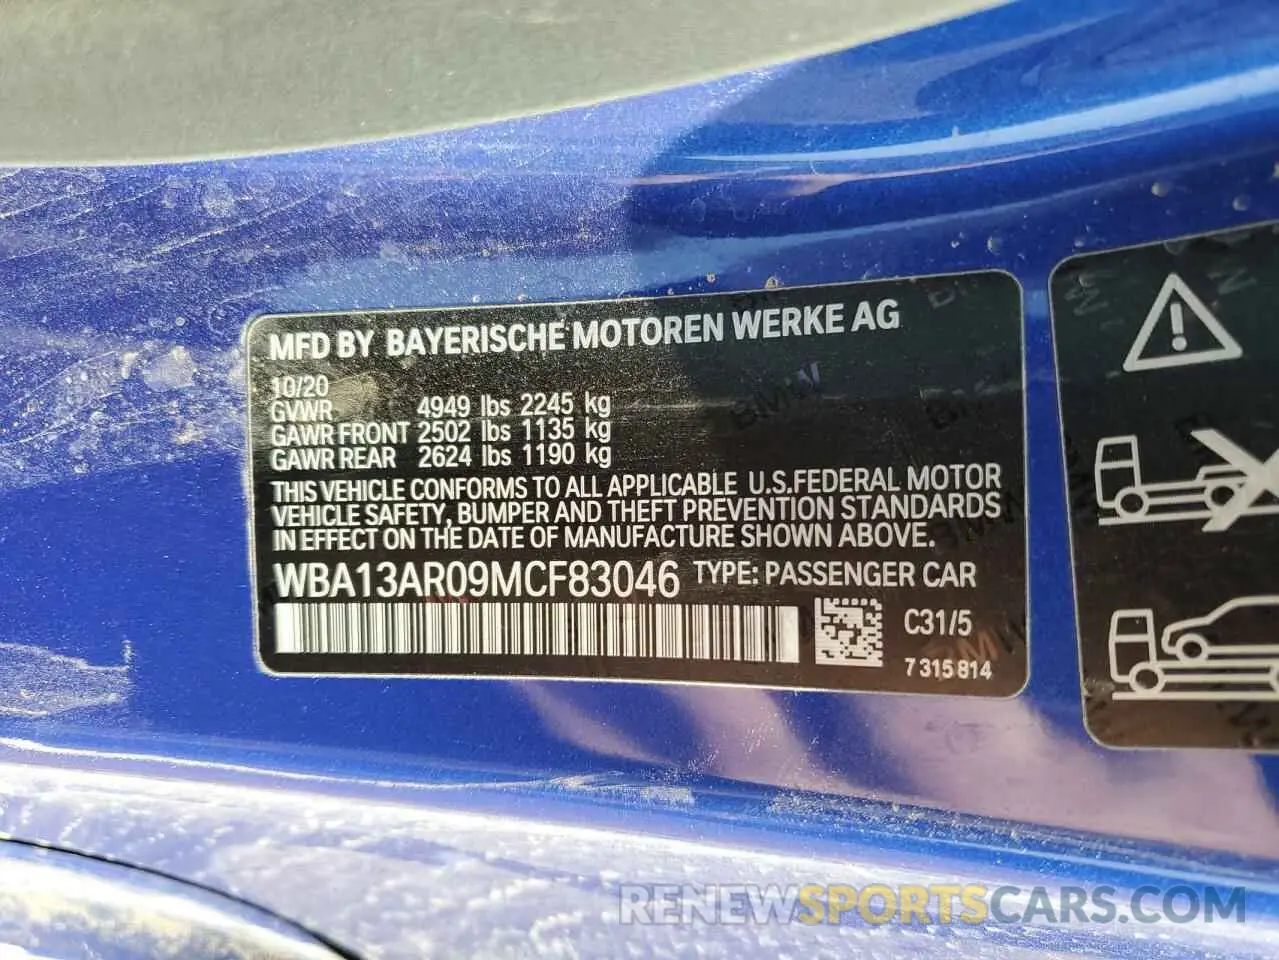 MFD BY BAYERISCHE MOTOREN WERKE AG
10/20
GVWR 4949 lbs 2245 kg
GAWR FRONT 2502 lbs 1135 kg
GAWR REAR 2624 lbs 1190 kg
THIS VEHICLE CONFORMS TO ALL APPLICABLE U.S.FEDERAL MOTOR
VEHICLE SAFETY, BUMPER AND THEFT PREVENTION STANDARDS
IN EFFECT ON THE DATE OF MANUFACTURE SHOWN ABOVE.
WBA13AR09MCF83046 TYPE: PASSENGER CAR
C31/5
7 315 814
RENEWSPORTSCARS.COM